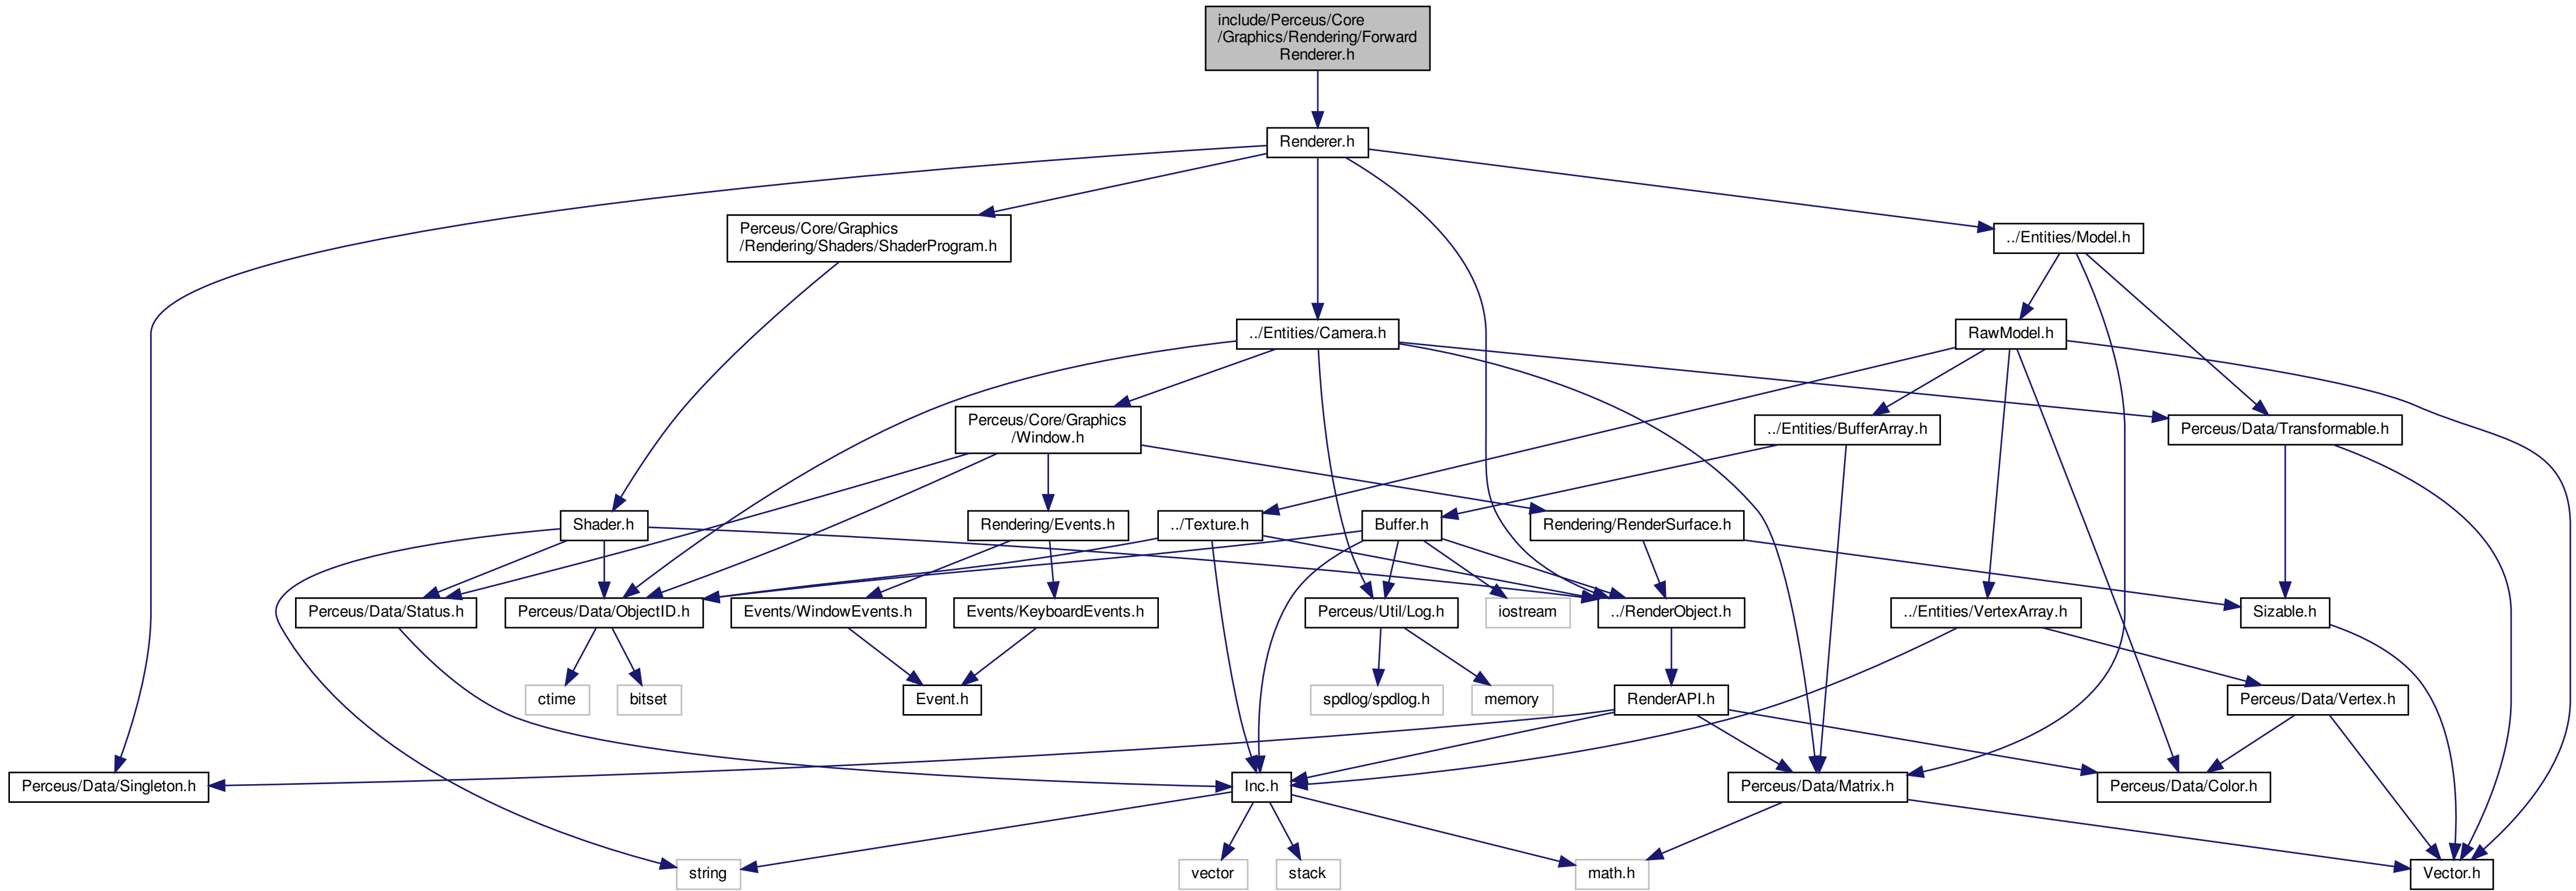 include/Perceus/Core
/Graphics/Rendering/Forward
Renderer.h
Renderer.h
Perceus/Core/Graphics
/Rendering/Shaders/ShaderProgram.h
../Entities/Model.h
../Entities/Camera.h
RawModel.h
Perceus/Core/Graphics
/Window.h
../Entities/BufferArray.h
Perceus/Data/Transformable.h
Shader.h
Rendering/Events.h
../Texture.h
Buffer.h
Rendering/RenderSurface.h
Perceus/Data/Status.h
Perceus/Data/ObjectID.h
Events/WindowEvents.h
Events/KeyboardEvents.h
Perceus/Util/Log.h
iostream
../RenderObject.h
../Entities/VertexArray.h
Sizable.h
ctime
bitset
Event.h
spdlog/spdlog.h
memory
RenderAPI.h
Perceus/Data/Vertex.h
Perceus/Data/Singleton.h
Inc.h
Perceus/Data/Matrix.h
Perceus/Data/Color.h
string
vector
stack
math.h
Vector.h